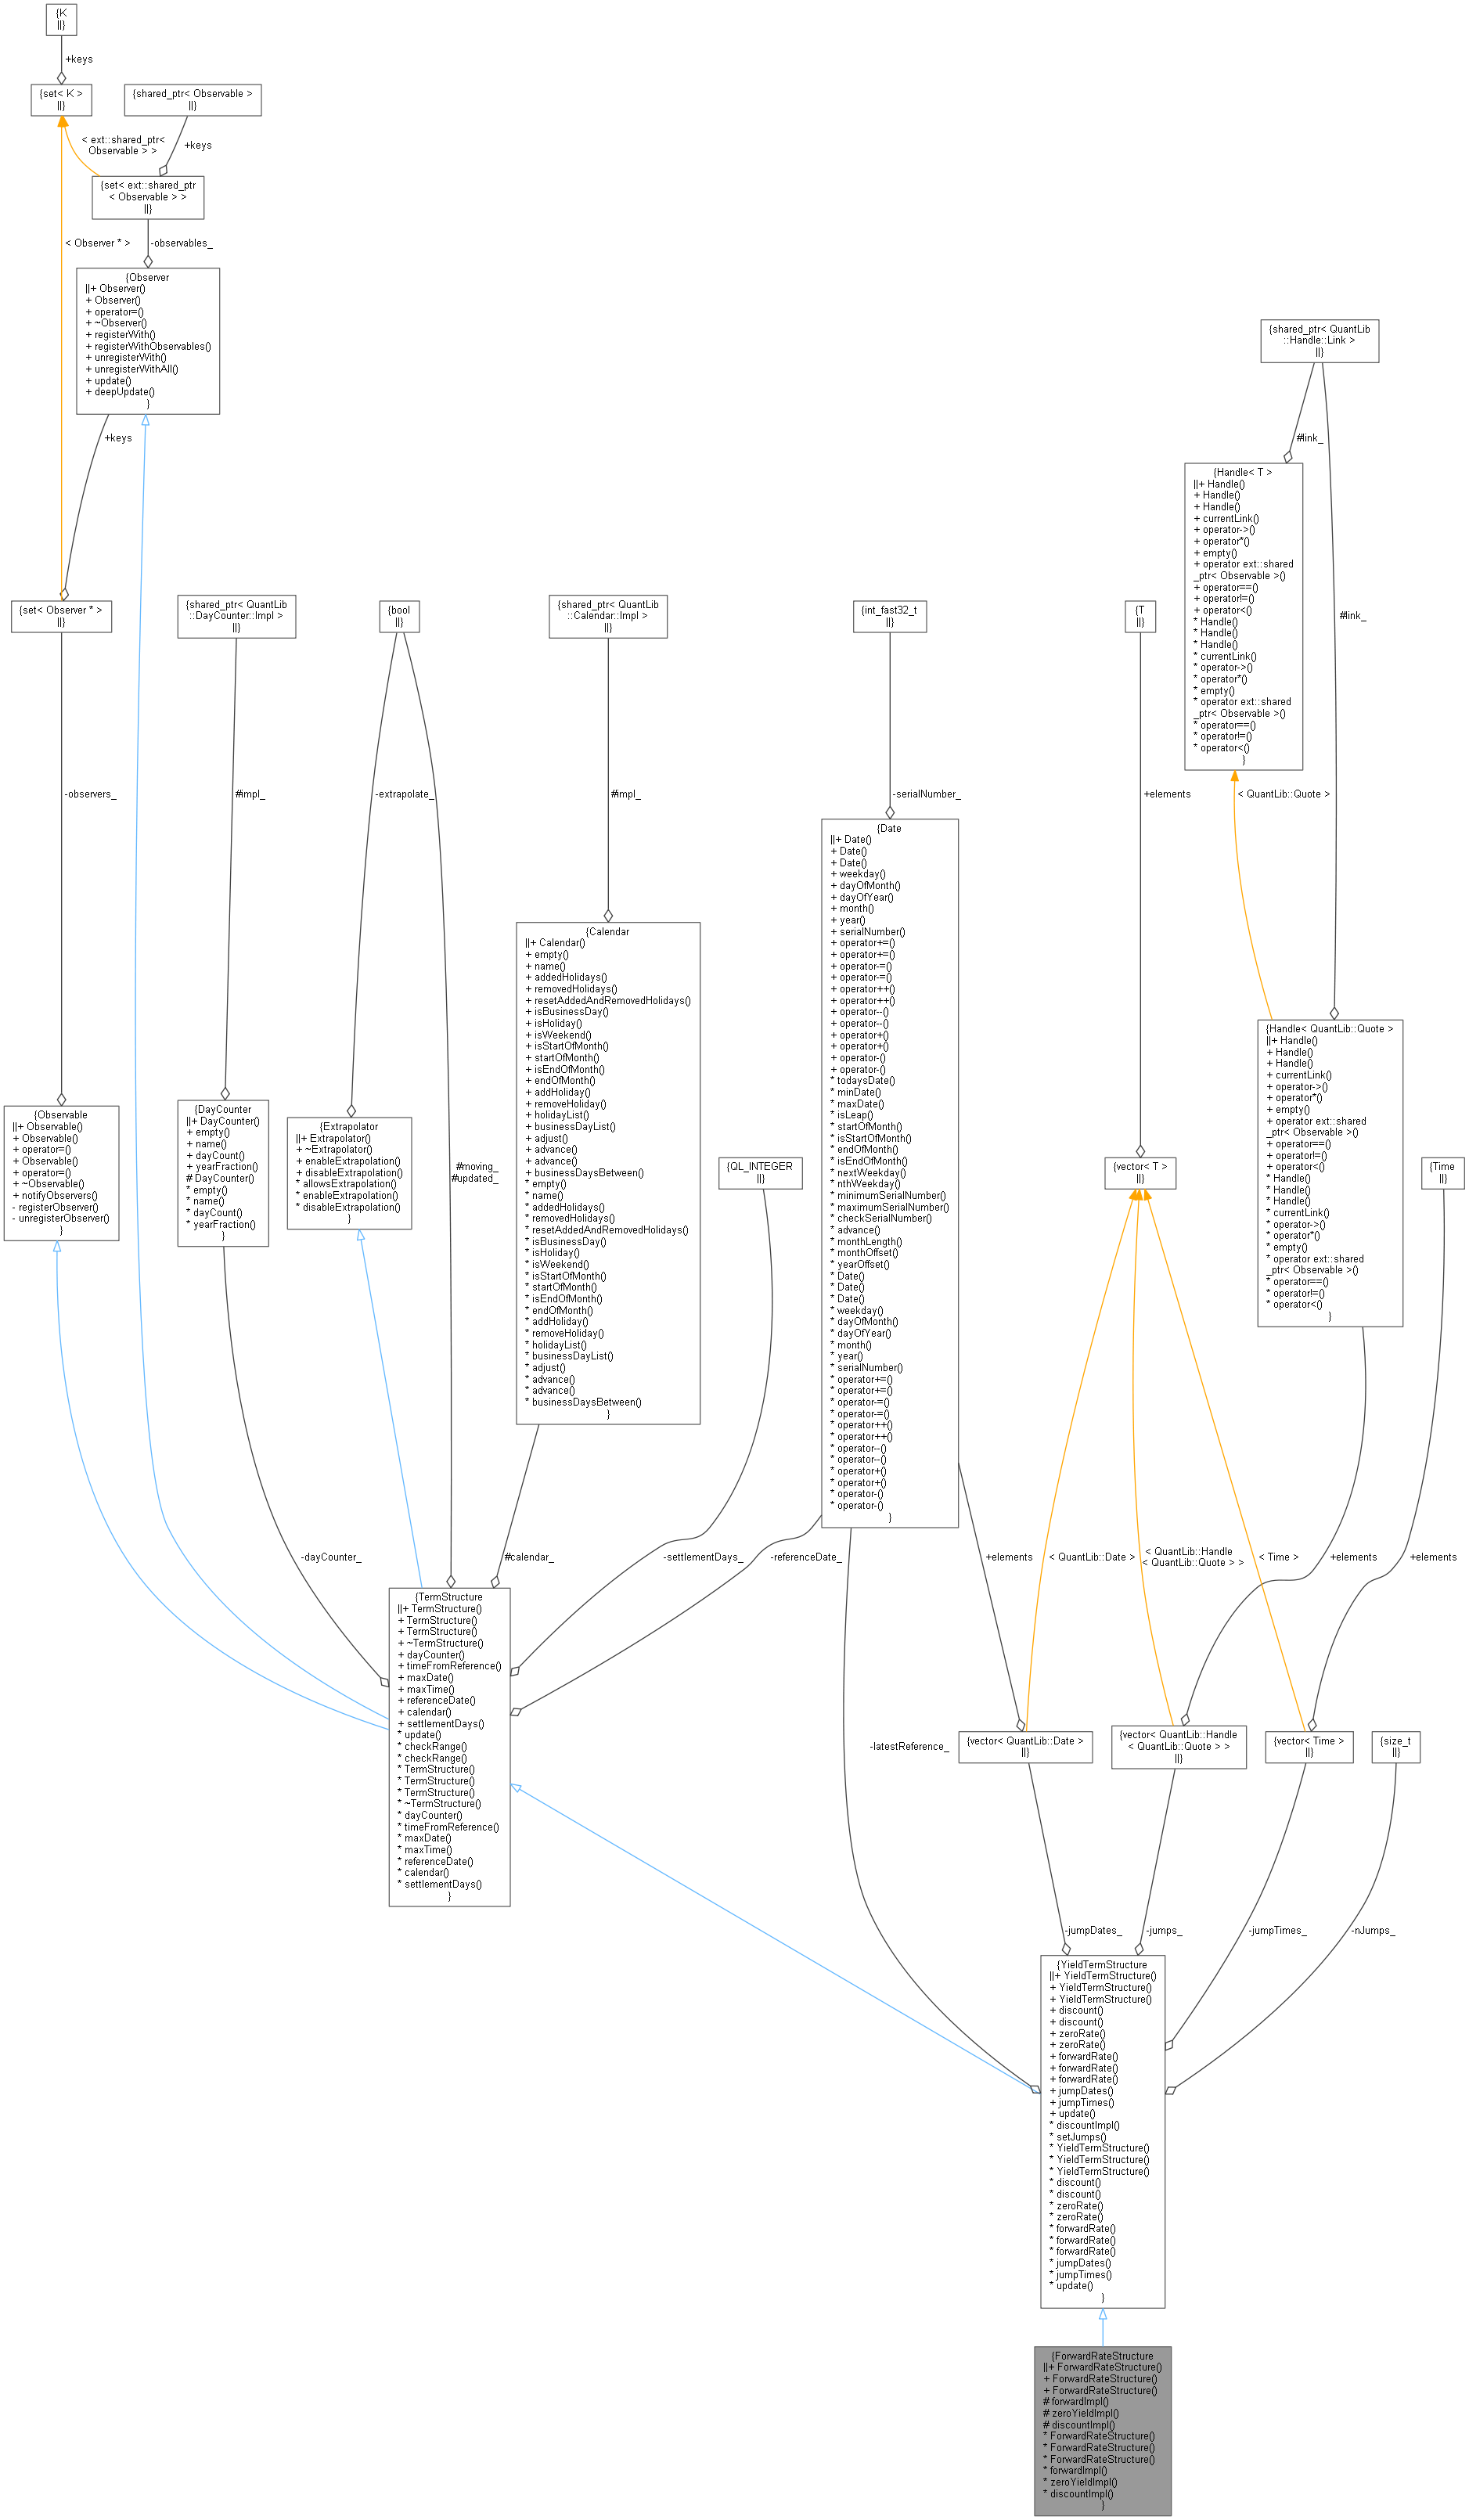 {K
||}
+keys
{set< K >
||}
{shared_ptr< Observable >
||}
< ext::shared_ptr<
Observable > >
+keys
{set< ext::shared_ptr
< Observable > >
||}
< Observer * >
-observables_
{Observer
||+ Observer()
+ Observer()
+ operator=()
+ ~Observer()
+ registerWith()
+ registerWithObservables()
+ unregisterWith()
+ unregisterWithAll()
+ update()
+ deepUpdate()
}
+keys
{shared_ptr< QuantLib
::Handle::Link >
||}
#link_
{Handle< T >
||+ Handle()
+ Handle()
+ Handle()
+ currentLink()
+ operator->()
+ operator*()
+ empty()
+ operator ext::shared
_ptr< Observable >()
+ operator==()
+ operator!=()
+ operator<()
* Handle()
* Handle()
* Handle()
* currentLink()
* operator->()
* operator*()
* empty()
* operator ext::shared
_ptr< Observable >()
* operator==()
* operator!=()
* operator<()
}
#link_
{set< Observer * >
||}
{shared_ptr< QuantLib
::DayCounter::Impl >
||}
{bool
||}
{shared_ptr< QuantLib
::Calendar::Impl >
||}
{int_fast32_t
||}
{T
||}
-observers_
#impl_
-extrapolate_
#impl_
-serialNumber_
+elements
< QuantLib::Quote >
{Date
||+ Date()
+ Date()
+ Date()
+ weekday()
+ dayOfMonth()
+ dayOfYear()
+ month()
+ year()
+ serialNumber()
+ operator+=()
+ operator+=()
+ operator-=()
+ operator-=()
+ operator++()
+ operator++()
+ operator--()
+ operator--()
+ operator+()
+ operator+()
+ operator-()
+ operator-()
* todaysDate()
* minDate()
* maxDate()
* isLeap()
* startOfMonth()
* isStartOfMonth()
* endOfMonth()
* isEndOfMonth()
* nextWeekday()
* nthWeekday()
* minimumSerialNumber()
* maximumSerialNumber()
* checkSerialNumber()
* advance()
* monthLength()
* monthOffset()
* yearOffset()
* Date()
* Date()
* Date()
* weekday()
* dayOfMonth()
* dayOfYear()
* month()
* year()
* serialNumber()
* operator+=()
* operator+=()
* operator-=()
* operator-=()
* operator++()
* operator++()
* operator--()
* operator--()
* operator+()
* operator+()
* operator-()
* operator-()
}
{Calendar
||+ Calendar()
+ empty()
+ name()
+ addedHolidays()
+ removedHolidays()
+ resetAddedAndRemovedHolidays()
+ isBusinessDay()
+ isHoliday()
+ isWeekend()
+ isStartOfMonth()
+ startOfMonth()
+ isEndOfMonth()
+ endOfMonth()
+ addHoliday()
+ removeHoliday()
+ holidayList()
+ businessDayList()
+ adjust()
+ advance()
+ advance()
+ businessDaysBetween()
* empty()
* name()
* addedHolidays()
* removedHolidays()
* resetAddedAndRemovedHolidays()
* isBusinessDay()
* isHoliday()
* isWeekend()
* isStartOfMonth()
* startOfMonth()
* isEndOfMonth()
* endOfMonth()
* addHoliday()
* removeHoliday()
* holidayList()
* businessDayList()
* adjust()
* advance()
* advance()
* businessDaysBetween()
}
{Handle< QuantLib::Quote >
||+ Handle()
+ Handle()
+ Handle()
+ currentLink()
+ operator->()
+ operator*()
+ empty()
+ operator ext::shared
_ptr< Observable >()
+ operator==()
+ operator!=()
+ operator<()
* Handle()
* Handle()
* Handle()
* currentLink()
* operator->()
* operator*()
* empty()
* operator ext::shared
_ptr< Observable >()
* operator==()
* operator!=()
* operator<()
}
{Observable
||+ Observable()
+ Observable()
+ operator=()
+ Observable()
+ operator=()
+ ~Observable()
+ notifyObservers()
- registerObserver()
- unregisterObserver()
}
{DayCounter
||+ DayCounter()
+ empty()
+ name()
+ dayCount()
+ yearFraction()
# DayCounter()
* empty()
* name()
* dayCount()
* yearFraction()
}
{Extrapolator
||+ Extrapolator()
+ ~Extrapolator()
+ enableExtrapolation()
+ disableExtrapolation()
* allowsExtrapolation()
* enableExtrapolation()
* disableExtrapolation()
}
#moving_
#updated_
{QL_INTEGER
||}
{vector< T >
||}
{Time
||}
-dayCounter_
#calendar_
-settlementDays_
-referenceDate_
+elements
< QuantLib::Date >
< QuantLib::Handle
< QuantLib::Quote > >
< Time >
+elements
+elements
{TermStructure
||+ TermStructure()
+ TermStructure()
+ TermStructure()
+ ~TermStructure()
+ dayCounter()
+ timeFromReference()
+ maxDate()
+ maxTime()
+ referenceDate()
+ calendar()
+ settlementDays()
* update()
* checkRange()
* checkRange()
* TermStructure()
* TermStructure()
* TermStructure()
* ~TermStructure()
* dayCounter()
* timeFromReference()
* maxDate()
* maxTime()
* referenceDate()
* calendar()
* settlementDays()
}
-latestReference_
{vector< QuantLib::Date >
||}
{vector< QuantLib::Handle
< QuantLib::Quote > >
||}
{vector< Time >
||}
{size_t
||}
-jumpDates_
-jumps_
-jumpTimes_
-nJumps_
{YieldTermStructure
||+ YieldTermStructure()
+ YieldTermStructure()
+ YieldTermStructure()
+ discount()
+ discount()
+ zeroRate()
+ zeroRate()
+ forwardRate()
+ forwardRate()
+ forwardRate()
+ jumpDates()
+ jumpTimes()
+ update()
* discountImpl()
* setJumps()
* YieldTermStructure()
* YieldTermStructure()
* YieldTermStructure()
* discount()
* discount()
* zeroRate()
* zeroRate()
* forwardRate()
* forwardRate()
* forwardRate()
* jumpDates()
* jumpTimes()
* update()
}
{ForwardRateStructure
||+ ForwardRateStructure()
+ ForwardRateStructure()
+ ForwardRateStructure()
# forwardImpl()
# zeroYieldImpl()
# discountImpl()
* ForwardRateStructure()
* ForwardRateStructure()
* ForwardRateStructure()
* forwardImpl()
* zeroYieldImpl()
* discountImpl()
}